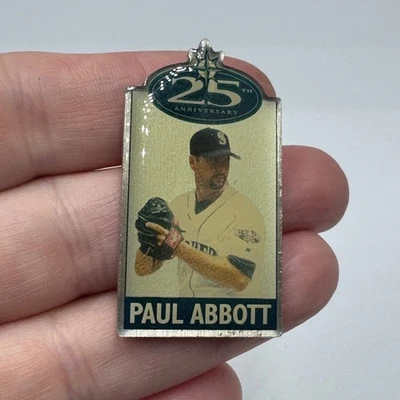 25TH
ANNIVERSARY
S
PAUL ABBOTT